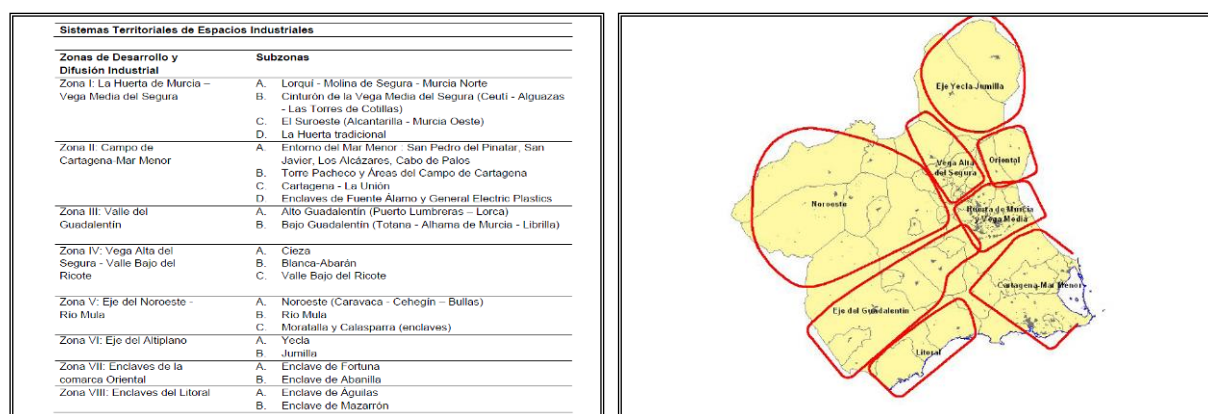 Sistemas Territoriales de Espacios Industriales
Zonas de Desarrollo y Difusión Industrial
Subzonas
Zona I: La Huerta de Murcia – Vega Media del Segura
A. Lorquí - Molina de Segura - Murcia Norte
B. Cinturón de la Vega Media del Segura (Ceutí - Alguazas - Las Torres de Cotillas)
C. El Suroeste (Alcantarilla - Murcia Oeste)
D. La Huerta tradicional
Zona II: Campo de Cartagena-Mar Menor
A. Entorno del Mar Menor : San Pedro del Pinatar, San Javier, Los Alcázares, Cabo de Palos
B. Torre Pacheco y Áreas del Campo de Cartagena
C. Cartagena - La Unión
D. Enclaves de Fuente Álamo y General Electric Plastics
Zona III: Valle del Guadalentín
A. Alto Guadalentín (Puerto Lumbreras – Lorca)
B. Bajo Guadalentín (Totana - Alhama de Murcia - Librilla)
Zona IV: Vega Alta del Segura - Valle Bajo del Ricote
A. Cieza
B. Blanca-Abarán
C. Valle Bajo del Ricote
Zona V: Eje del Noroeste - Río Mula
A. Noroeste (Caravaca - Cehegín – Bullas)
B. Río Mula
C. Moratalla y Calasparra (enclaves)
Zona VI: Eje del Altiplano
A. Yecla
B. Jumilla
Zona VII: Enclaves de la comarca Oriental
A. Enclave de Fortuna
B. Enclave de Abanilla
Zona VIII: Enclaves del Litoral
A. Enclave de Águilas
B. Enclave de Mazarrón
Eje Yecla-Jumilla
Vega Alta del Segura
Oriental
Noroeste
Huerta de Murcia Vega Media
Cartagena-Mar Menor
Eje del Guadalentín
Litosal